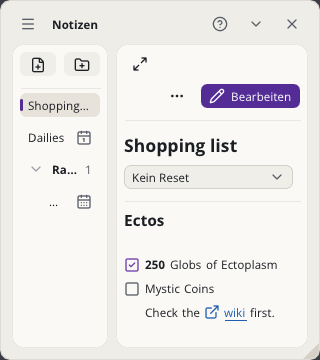 Notizen
Shopping...
Dailies
Ra... 1
...
Bearbeiten
Shopping list
Kein Reset
Ectos
250 Globs of Ectoplasm
Mystic Coins
Check the wiki first.